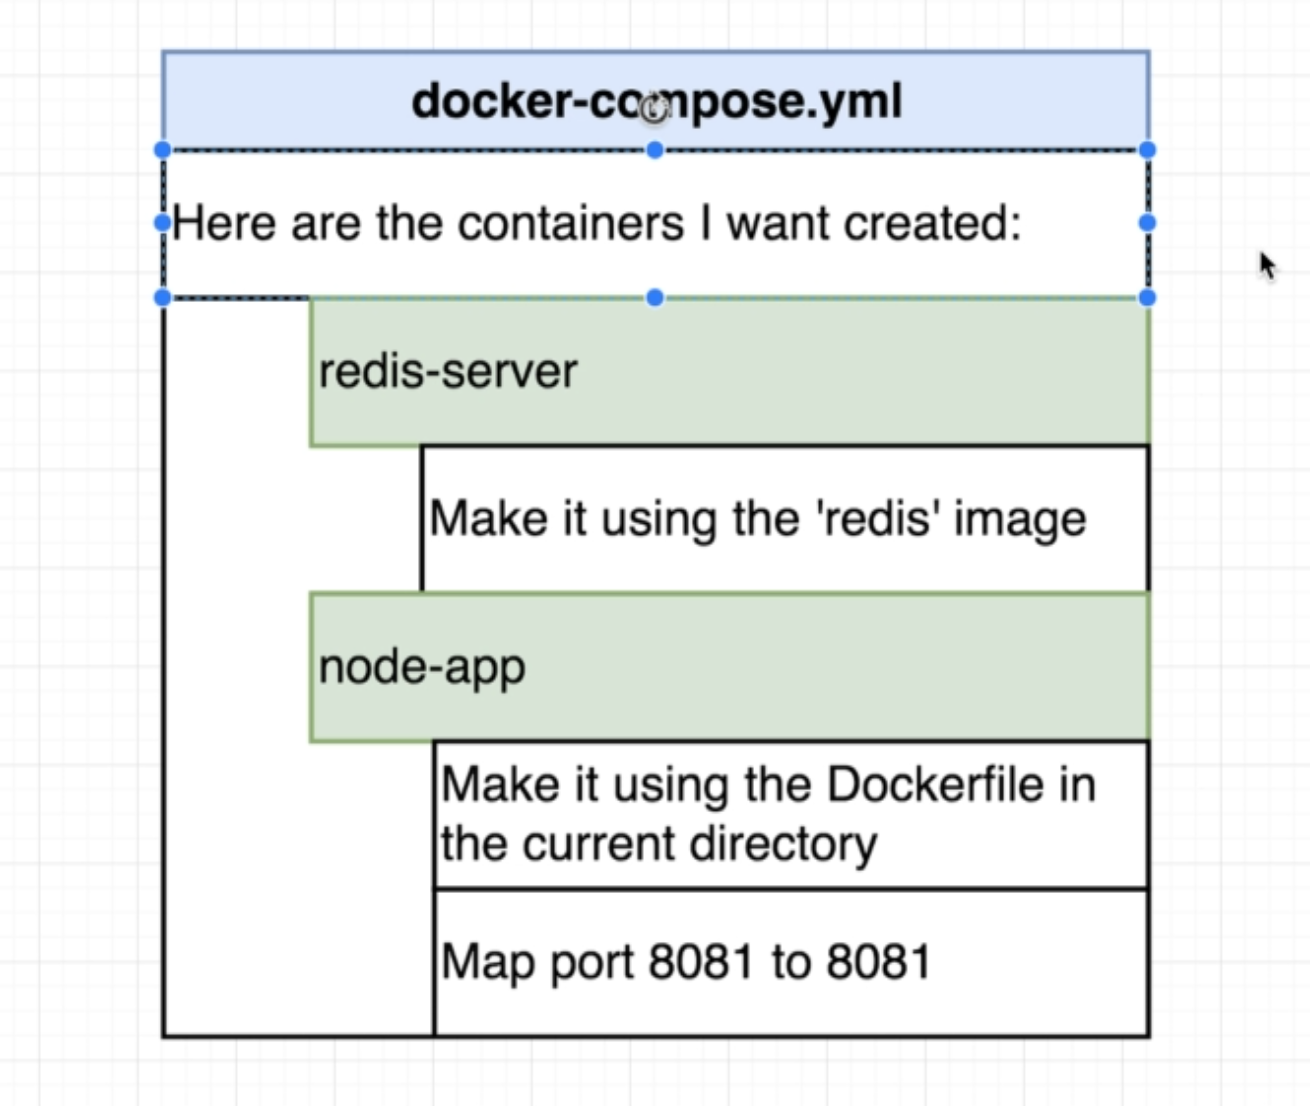 docker-compose.yml
Here are the containers I want created:
redis-server
Make it using the 'redis' image
node-app
Make it using the Dockerfile in
the current directory
Map port 8081 to 8081